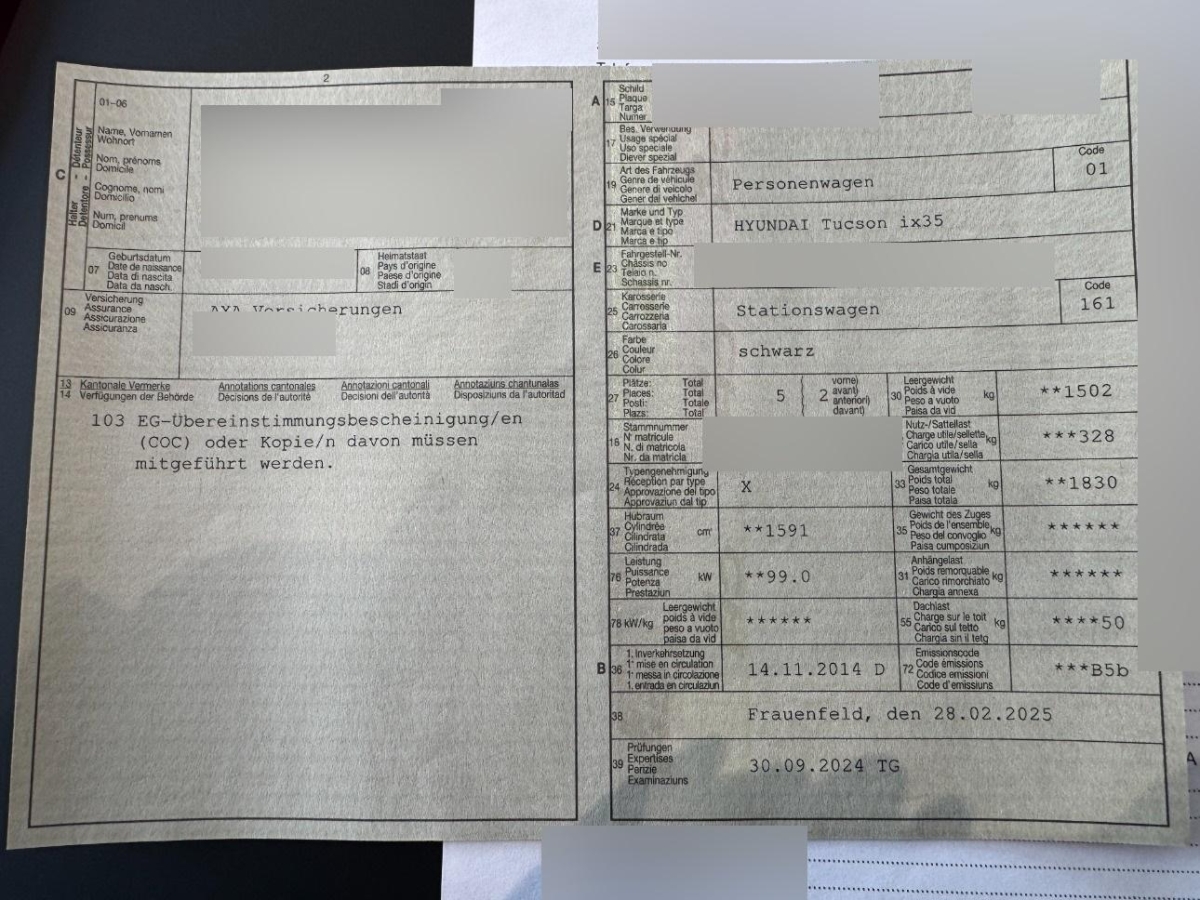 2
C
Halter - Détenteur
Detentore - Possessur
01-06
Name, Vornamen
Wohnort
Nom, prénoms
Domicile
Cognome, nomi
Domicilio
Num, prenums
Domicil
07
Geburtsdatum
Date de naissance
Data di nascita
Data da nasch.
08
Heimatstaat
Pays d'origine
Paese d'origine
Stadi d'origin
09
Versicherung
Assurance
Assicurazione
Assicuranza
AXA Versicherungen
13 Kantonale Vermerke Annotations cantonales Annotazioni cantonali Annotaziuns chantunalas
14 Verfügungen der Behörde Décisions de l'autorité Decisioni dell'autorità Disposiziuns da l'autoritad
103 EG-Übereinstimmungsbescheinigung/en
(COC) oder Kopie/n davon müssen
mitgeführt werden.
A
15
Schild
Plaque
Targa
Numer
17
Bes. Verwendung
Usage spécial
Uso speciale
Diever spezial
19
Art des Fahrzeugs
Genre de véhicule
Genere di veicolo
Gener dal vehichel
Personenwagen
Code
01
D
21
Marke und Typ
Marque et type
Marca e tipo
Marca e tip
HYUNDAI Tucson ix35
E
23
Fahrgestell-Nr.
Châssis no
Telaio n.
Schassis nr.
25
Karosserie
Carrosserie
Carrozzeria
Carossaria
Stationswagen
Code
161
26
Farbe
Couleur
Colore
Colur
schwarz
27
Plätze: Total
Places: Total
Posti: Totale
Plazs: Total
5
2
vorne)
avant)
anteriori)
davant)
30
Leergewicht
Poids à vide
Peso a vuoto
Paisa da vid
kg
**1502
18
Stammnummer
N° matricule
N. di matricola
Nr. da matricla
Nutz-/Sattellast
Charge utile/sellette
Carico utile/sella
Chargia utila/sella
kg
***328
24
Typengenehmigung
Réception par type
Approvazione del tipo
Approvaziun dal tip
X
33
Gesamtgewicht
Poids total
Peso totale
Paisa totala
kg
**1830
37
Hubraum
Cylindrée
Cilindrata
Cilindrada
cm³
**1591
35
Gewicht des Zuges
Poids de l'ensemble
Peso del convoglio
Paisa cumposiziun
kg
******
76
Leistung
Puissance
Potenza
Prestaziun
kW
**99.0
31
Anhängelast
Poids remorquable
Carico rimorchiato
Chargia annexa
kg
******
78 kW/kg
Leergewicht
poids à vide
peso a vuoto
paisa da vid
******
55
Dachlast
Charge sur le toit
Carico sul tetto
Chargia sin il tetg
kg
****50
B
36
1. Inverkehrsetzung
1re mise en circulation
1a messa in circolazione
1. entrada en circulaziun
14.11.2014 D
72
Emissionscode
Code émissions
Codice emissioni
Code d'emissiuns
***B5b
38
Frauenfeld, den 28.02.2025
39
Prüfungen
Expertises
Perizie
Examinaziuns
30.09.2024 TG